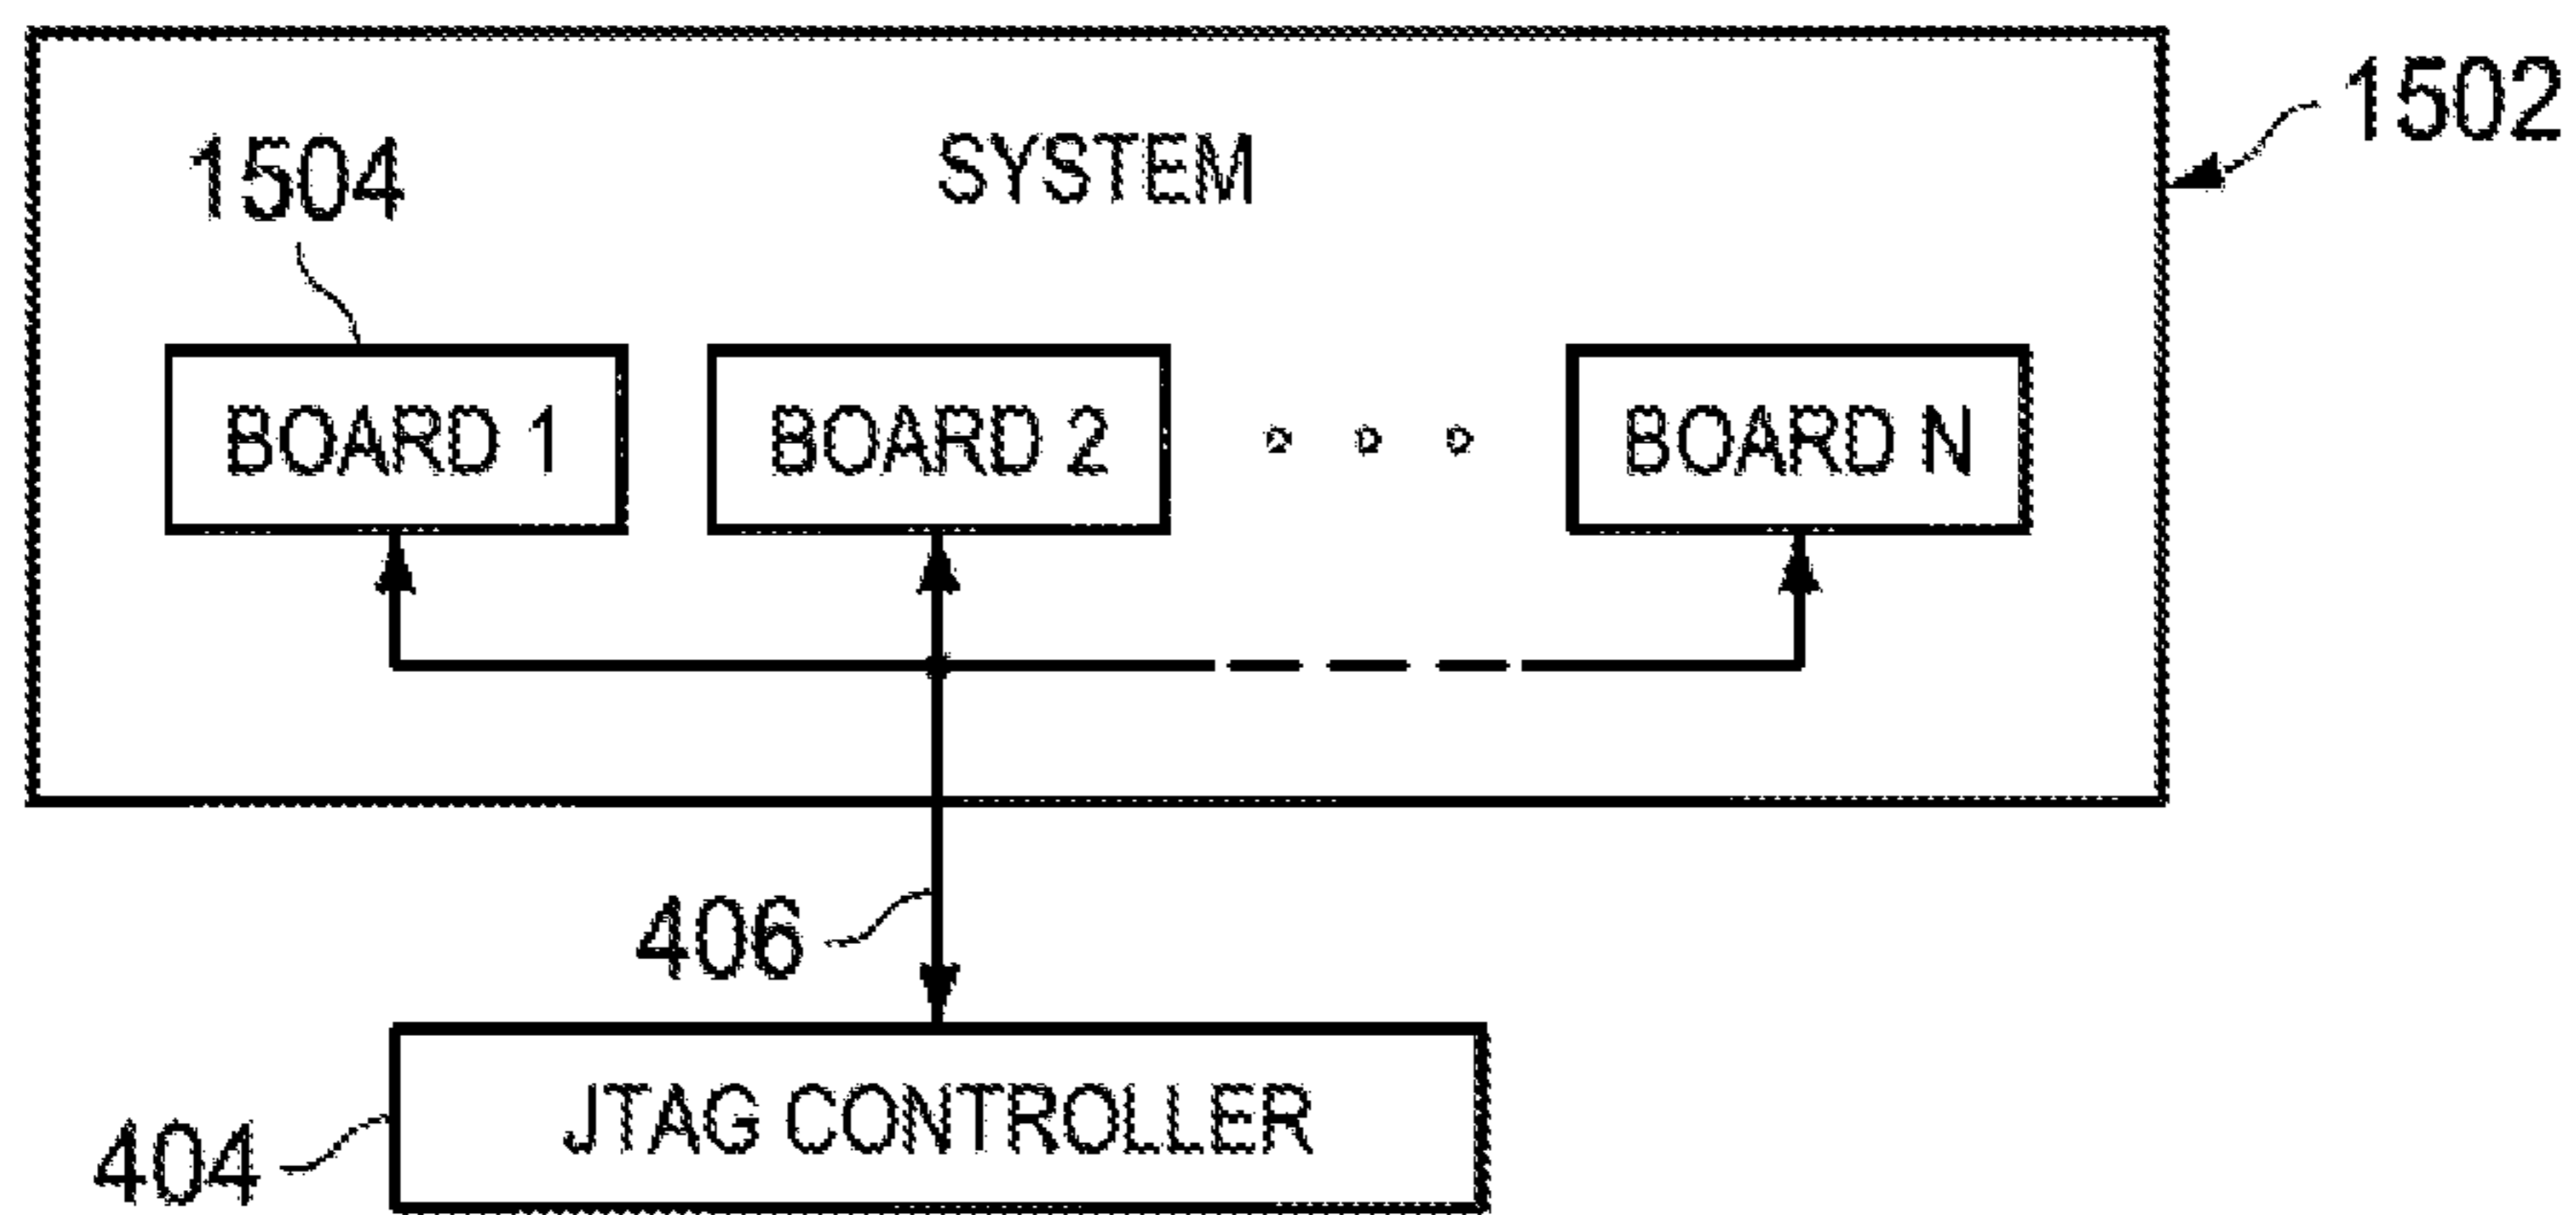 1502
SYSTEM
1504
BOARD 1
BOARD 2
BOARD N
406
JTAG CONTROLLER
404